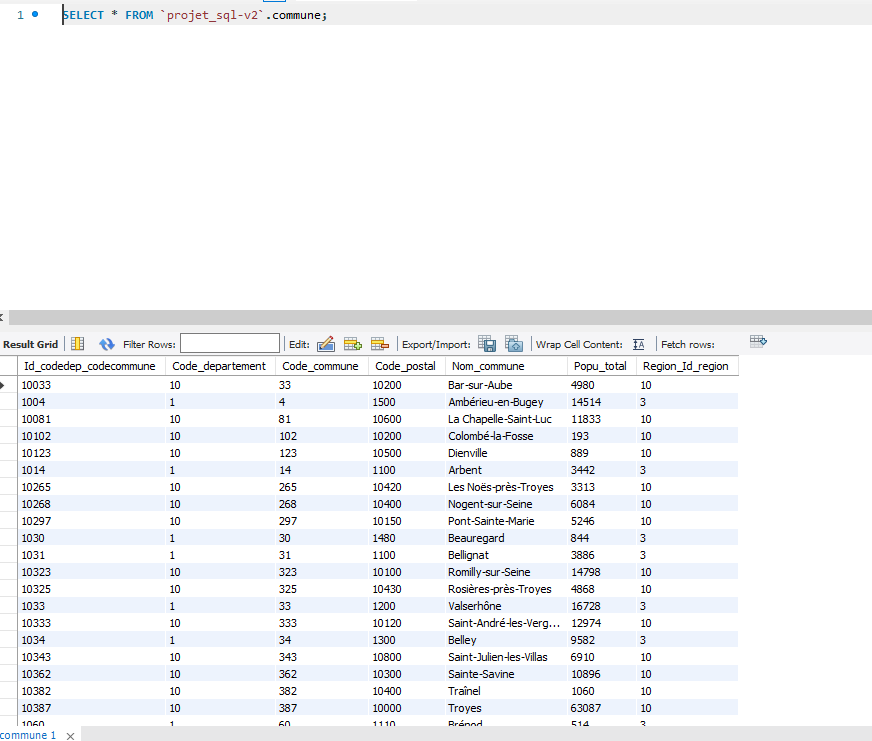 1 SELECT * FROM `projet_sql-v2`.commune;
Result Grid Filter Rows: Edit: Export/Import: Wrap Cell Content: IA Fetch rows:
Id_codedep_codecommune Code_departement Code_commune Code_postal Nom_commune Popu_total Region_Id_region
10033 10 33 10200 Bar-sur-Aube 4980 10
1004 1 4 1500 Ambérieu-en-Bugey 14514 3
10081 10 81 10600 La Chapelle-Saint-Luc 11833 10
10102 10 102 10200 Colombé-la-Fosse 193 10
10123 10 123 10500 Dienville 889 10
1014 1 14 1100 Arbent 3442 3
10265 10 265 10420 Les Noës-près-Troyes 3313 10
10268 10 268 10400 Nogent-sur-Seine 6084 10
10297 10 297 10150 Pont-Sainte-Marie 5246 10
1030 1 30 1480 Beauregard 844 3
1031 1 31 1100 Bellignat 3886 3
10323 10 323 10100 Romilly-sur-Seine 14798 10
10325 10 325 10430 Rosières-près-Troyes 4868 10
1033 1 33 1200 Valserhône 16728 3
10333 10 333 10120 Saint-André-les-Verg... 12974 10
1034 1 34 1300 Belley 9582 3
10343 10 343 10800 Saint-Julien-les-Villas 6910 10
10362 10 362 10300 Sainte-Savine 10896 10
10382 10 382 10400 Traînel 1060 10
10387 10 387 10000 Troyes 63087 10
1060 1 60 1110 Brénod 514 3
commune 1